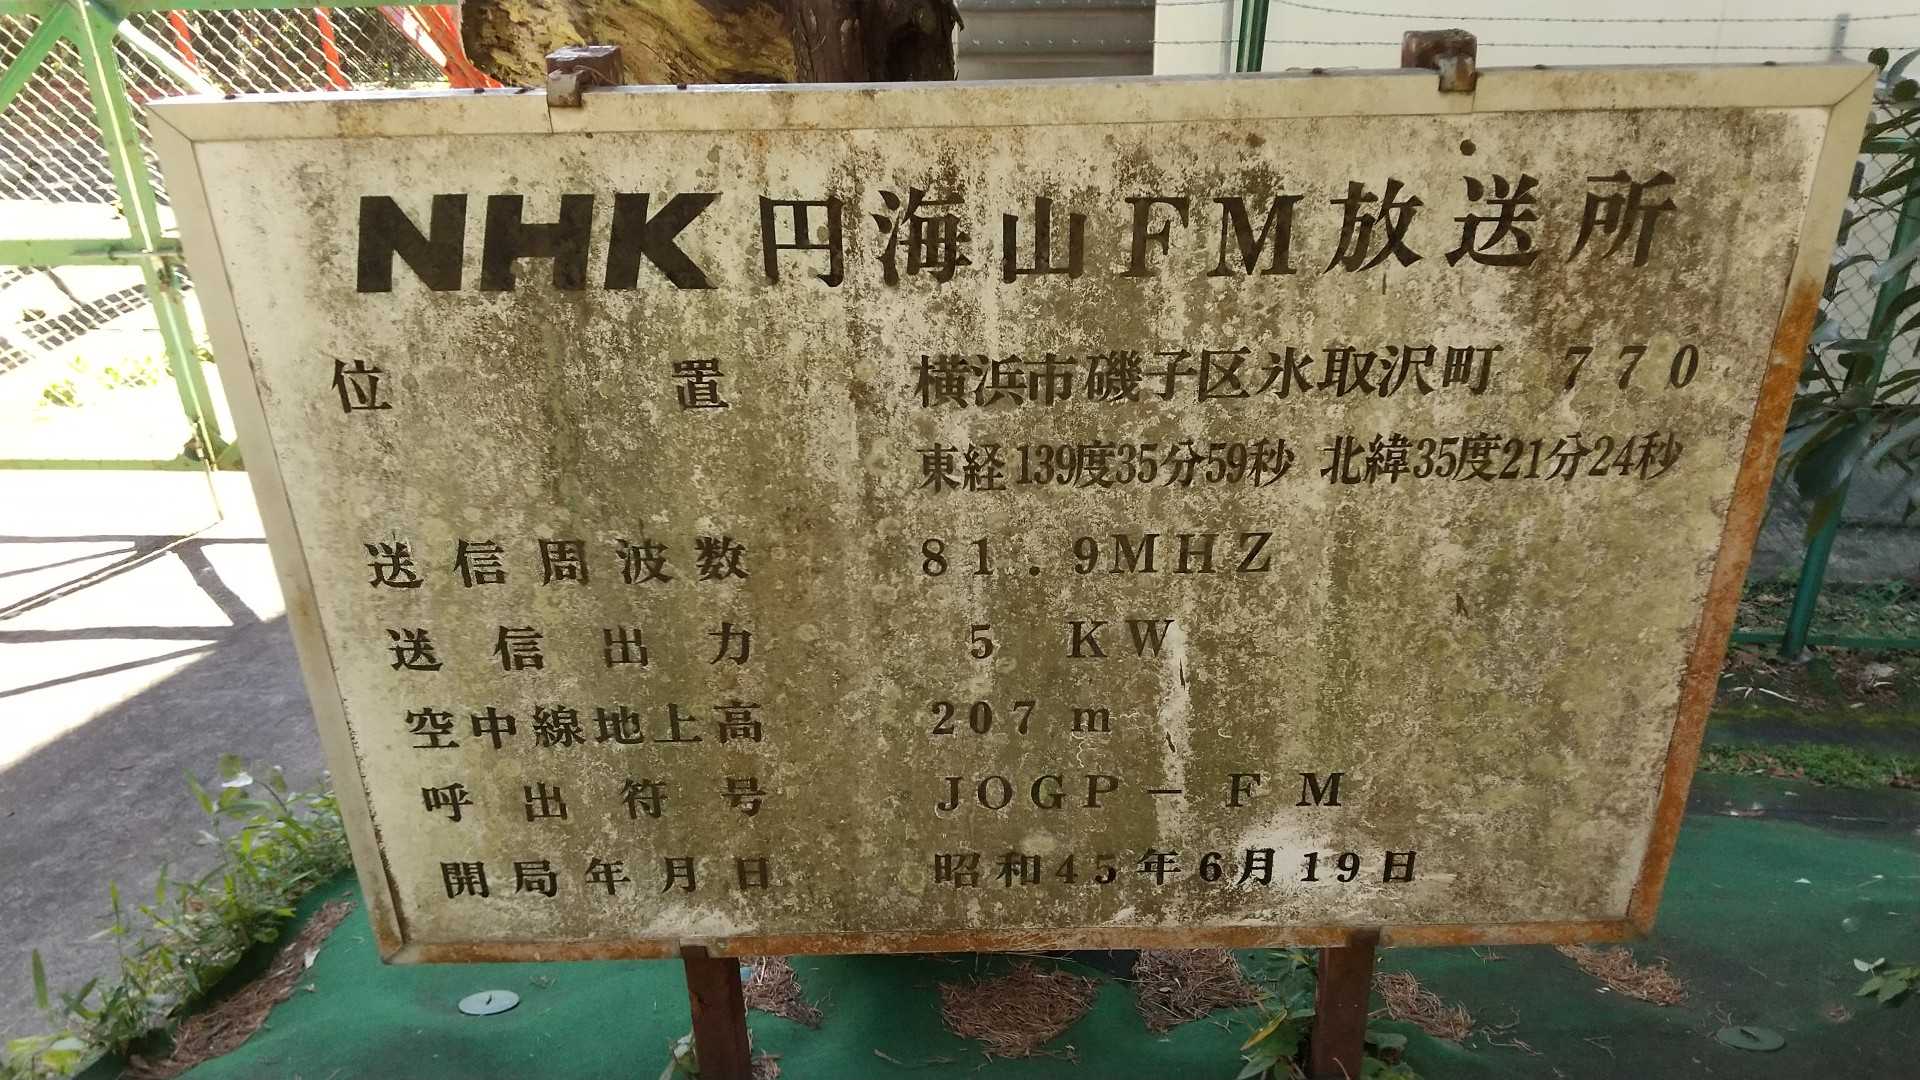 NHK 円海山FM放送所
位置 横浜市磯子区氷取沢町 770
東経139度35分59秒 北緯35度21分24秒
送信周波数 81.9MHZ
送信出力 5 KW
空中線地上高 207 m
呼出符号 JOGP-FM
開局年月日 昭和45年6月19日